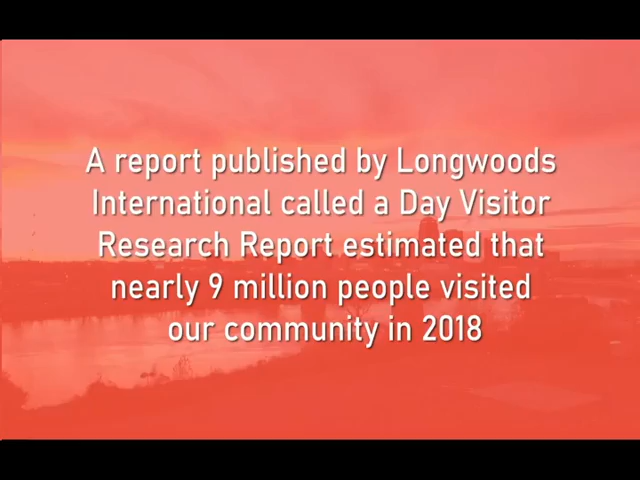 A report published by Longwoods
International called a Day Visitor
Research Report estimated that
nearly 9 million people visited
our community in 2018